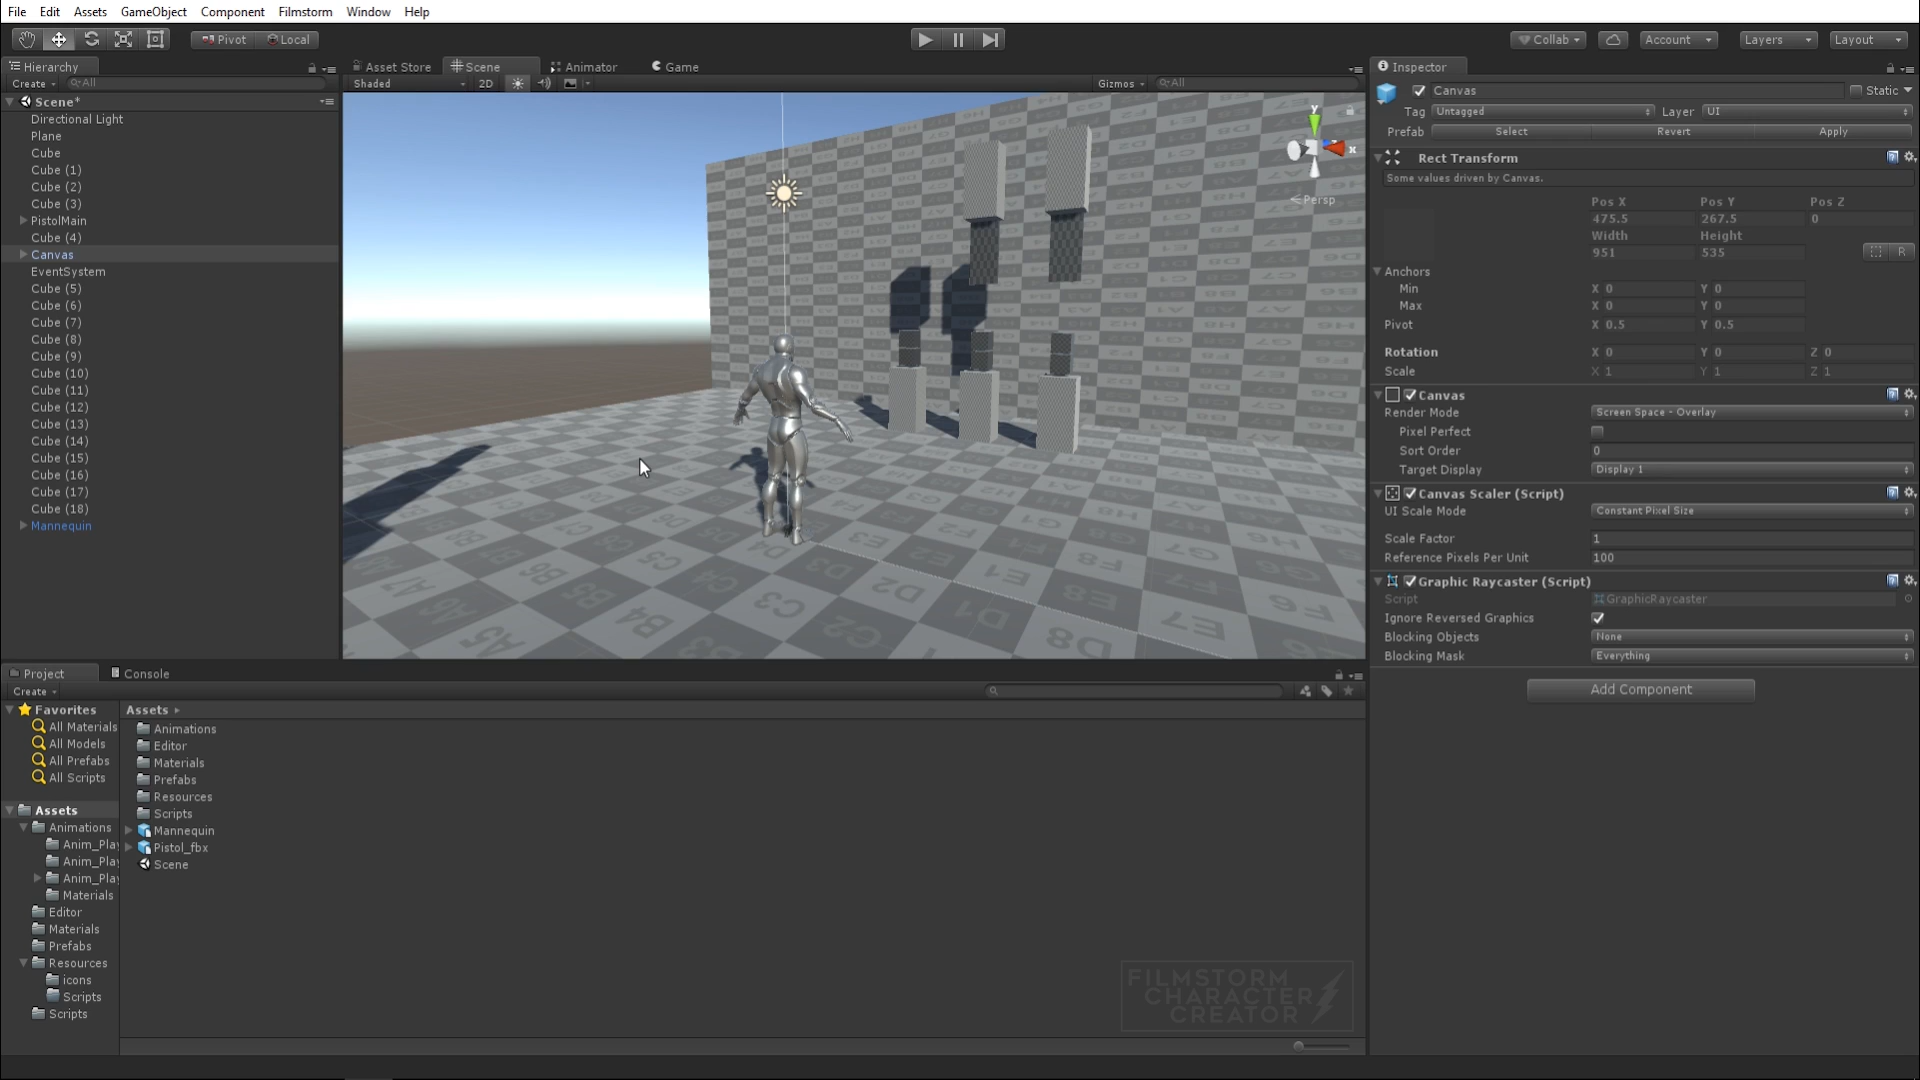 File Edit Assets GameObject Component Filmstorm Window Help
Pivot Local
Collab Account Layers Layout
Hierarchy
Create All
Scene*
Directional Light
Plane
Cube
Cube (1)
Cube (2)
Cube (3)
PistolMain
Cube (4)
Canvas
EventSystem
Cube (5)
Cube (6)
Cube (7)
Cube (8)
Cube (9)
Cube (10)
Cube (11)
Cube (12)
Cube (13)
Cube (14)
Cube (15)
Cube (16)
Cube (17)
Cube (18)
Mannequin
Asset Store Scene Animator Game
Shaded 2D Gizmos All
y
x
Persp
Inspector
Canvas Static
Tag Untagged Layer UI
Prefab Select Revert Apply
Rect Transform
Some values driven by Canvas.
Pos X Pos Y Pos Z
475.5 267.5 0
Width Height
951 535
R
Anchors
Min X 0 Y 0
Max X 0 Y 0
Pivot X 0.5 Y 0.5
Rotation X 0 Y 0 Z 0
Scale X 1 Y 1 Z 1
Canvas
Render Mode Screen Space - Overlay
Pixel Perfect
Sort Order 0
Target Display Display 1
Canvas Scaler (Script)
UI Scale Mode Constant Pixel Size
Scale Factor 1
Reference Pixels Per Unit 100
Graphic Raycaster (Script)
Script GraphicRaycaster
Ignore Reversed Graphics
Blocking Objects None
Blocking Mask Everything
Add Component
Project Console
Create
Favorites
All Materials
All Models
All Prefabs
All Scripts
Assets
Animations
Anim_Play
Anim_Play
Anim_Play
Materials
Editor
Materials
Prefabs
Resources
icons
Scripts
Scripts
Assets
Animations
Editor
Materials
Prefabs
Resources
Scripts
Mannequin
Pistol_fbx
Scene
FILMSTORM
CHARACTER
CREATOR